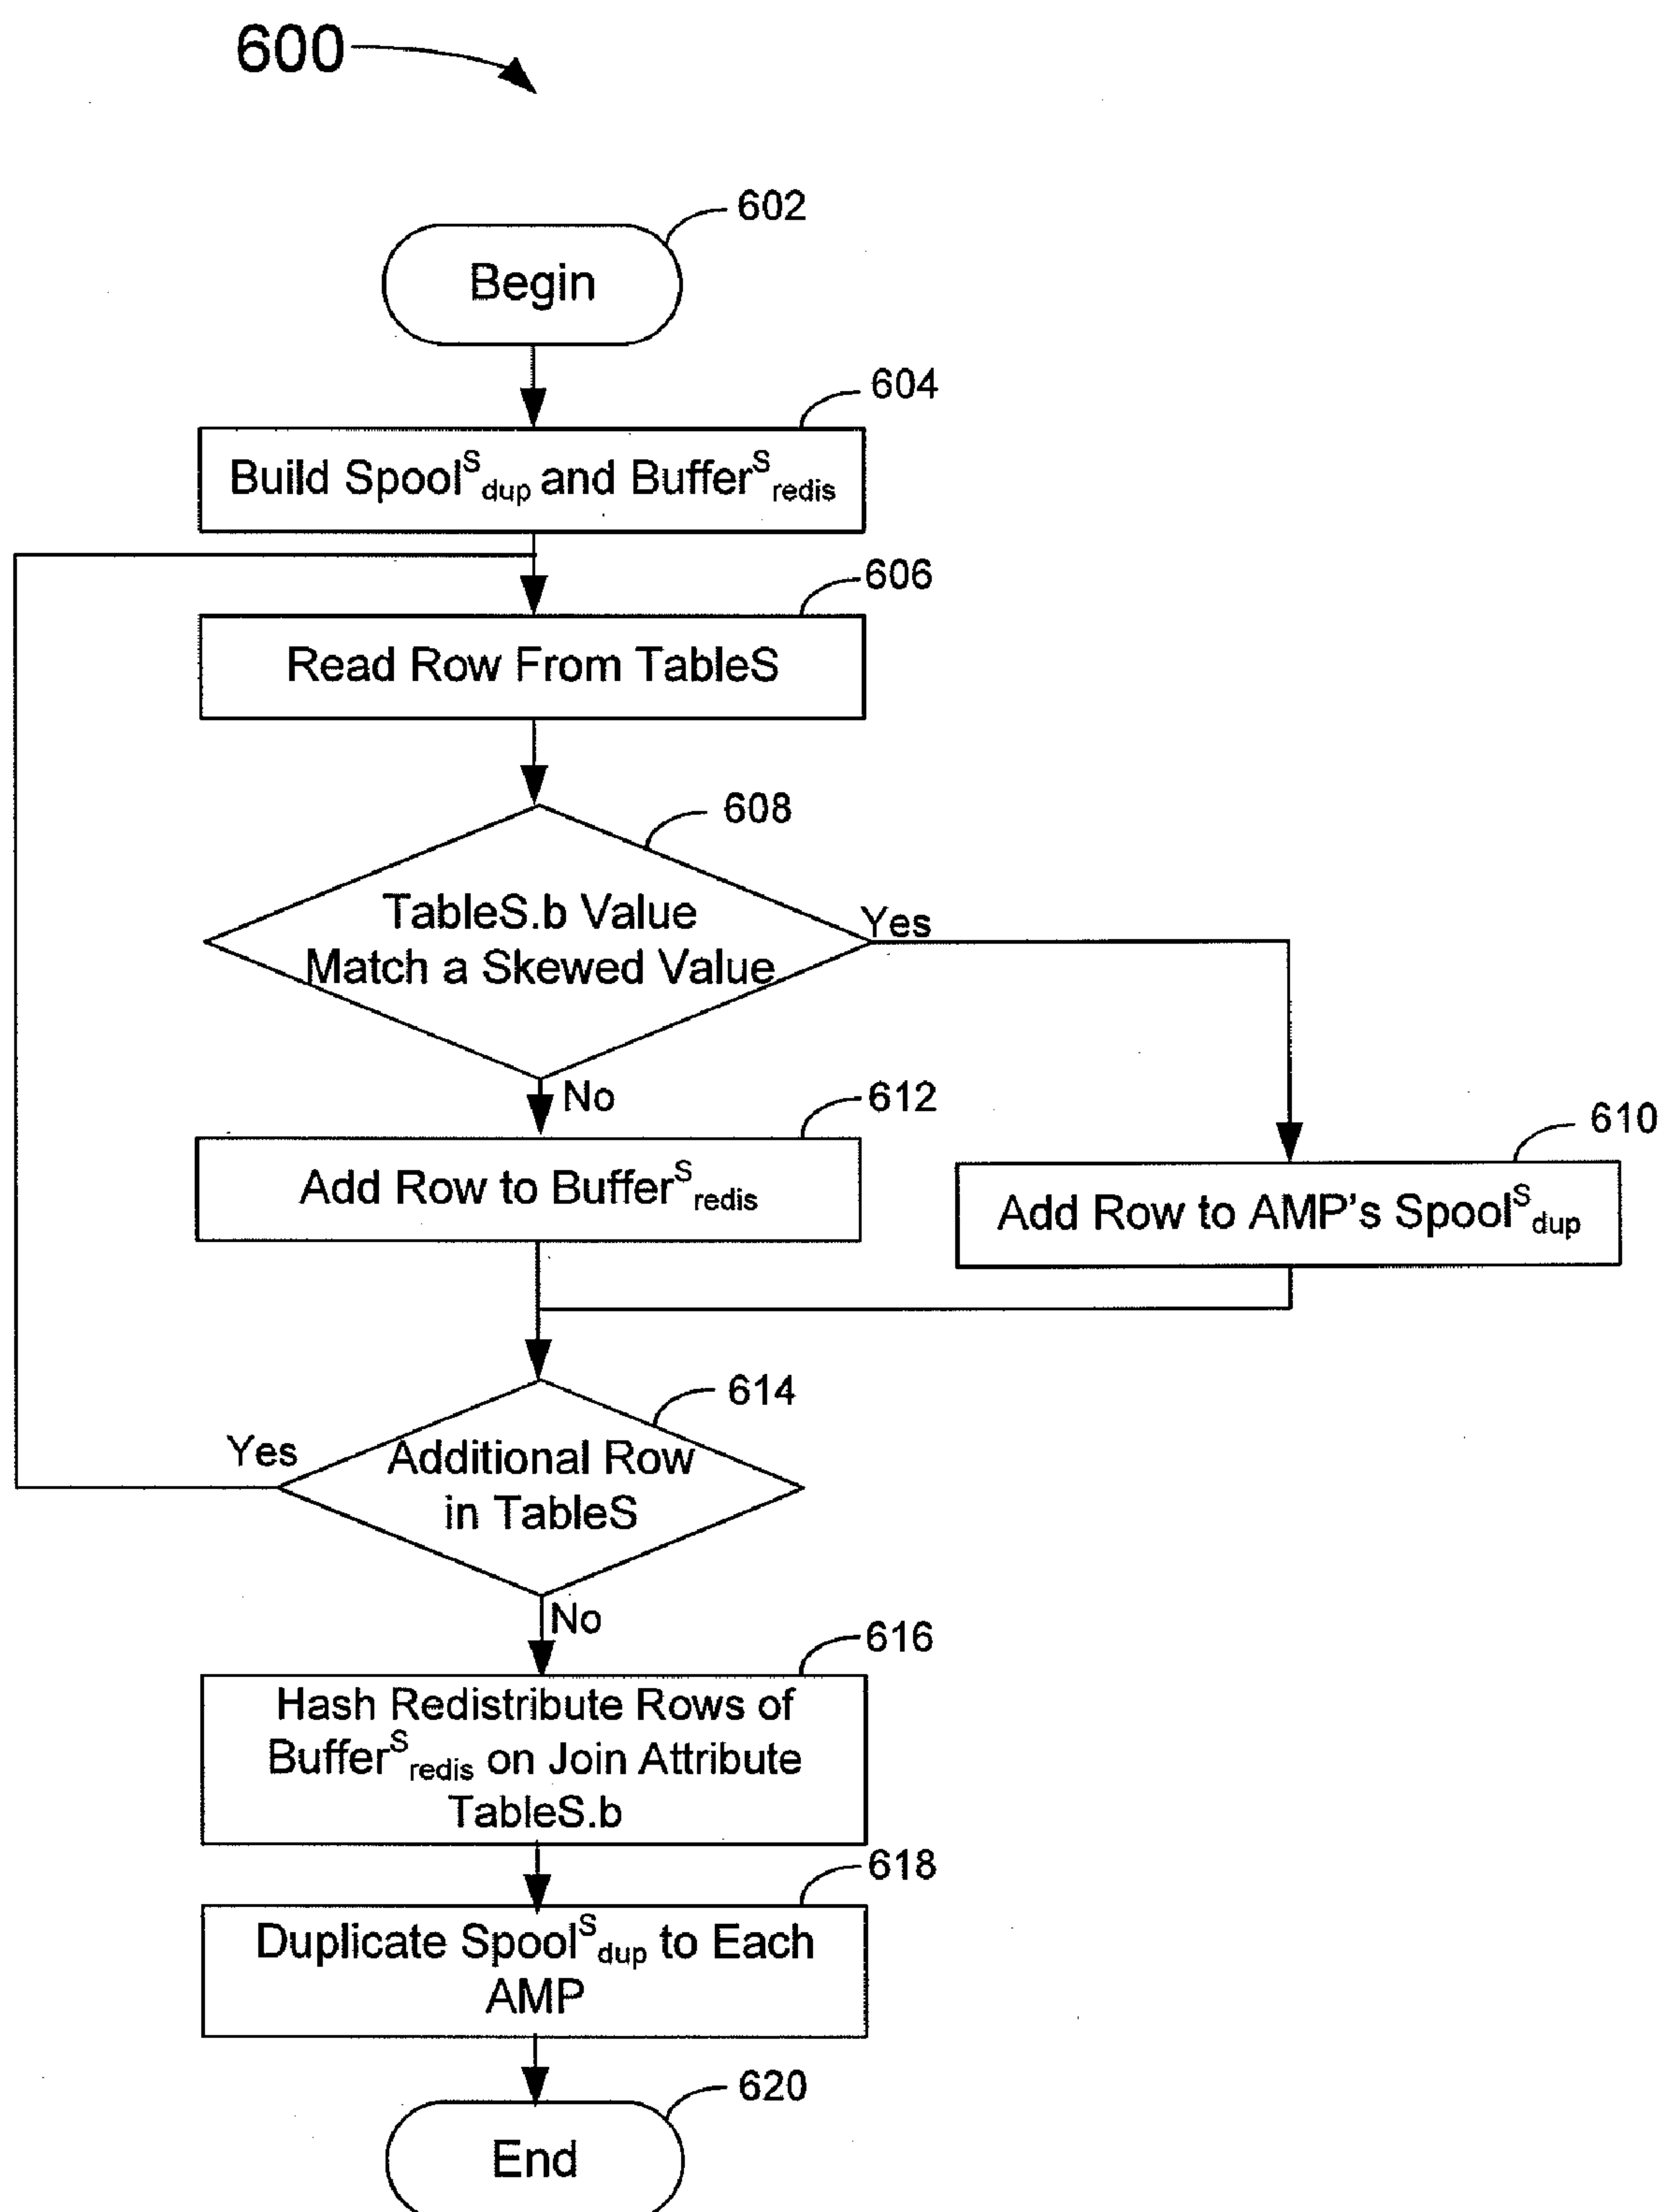 600
602
Begin
604
Build Spool^S_dup and Buffer^S_redis
606
Read Row From TableS
608
TableS.b Value
Match a Skewed Value
Yes
No
612
610
Add Row to Buffer^S_redis
Add Row to AMP's Spool^S_dup
614
Yes
Additional Row
in TableS
No
616
Hash Redistribute Rows of
Buffer^S_redis on Join Attribute
TableS.b
618
Duplicate Spool^S_dup to Each
AMP
620
End